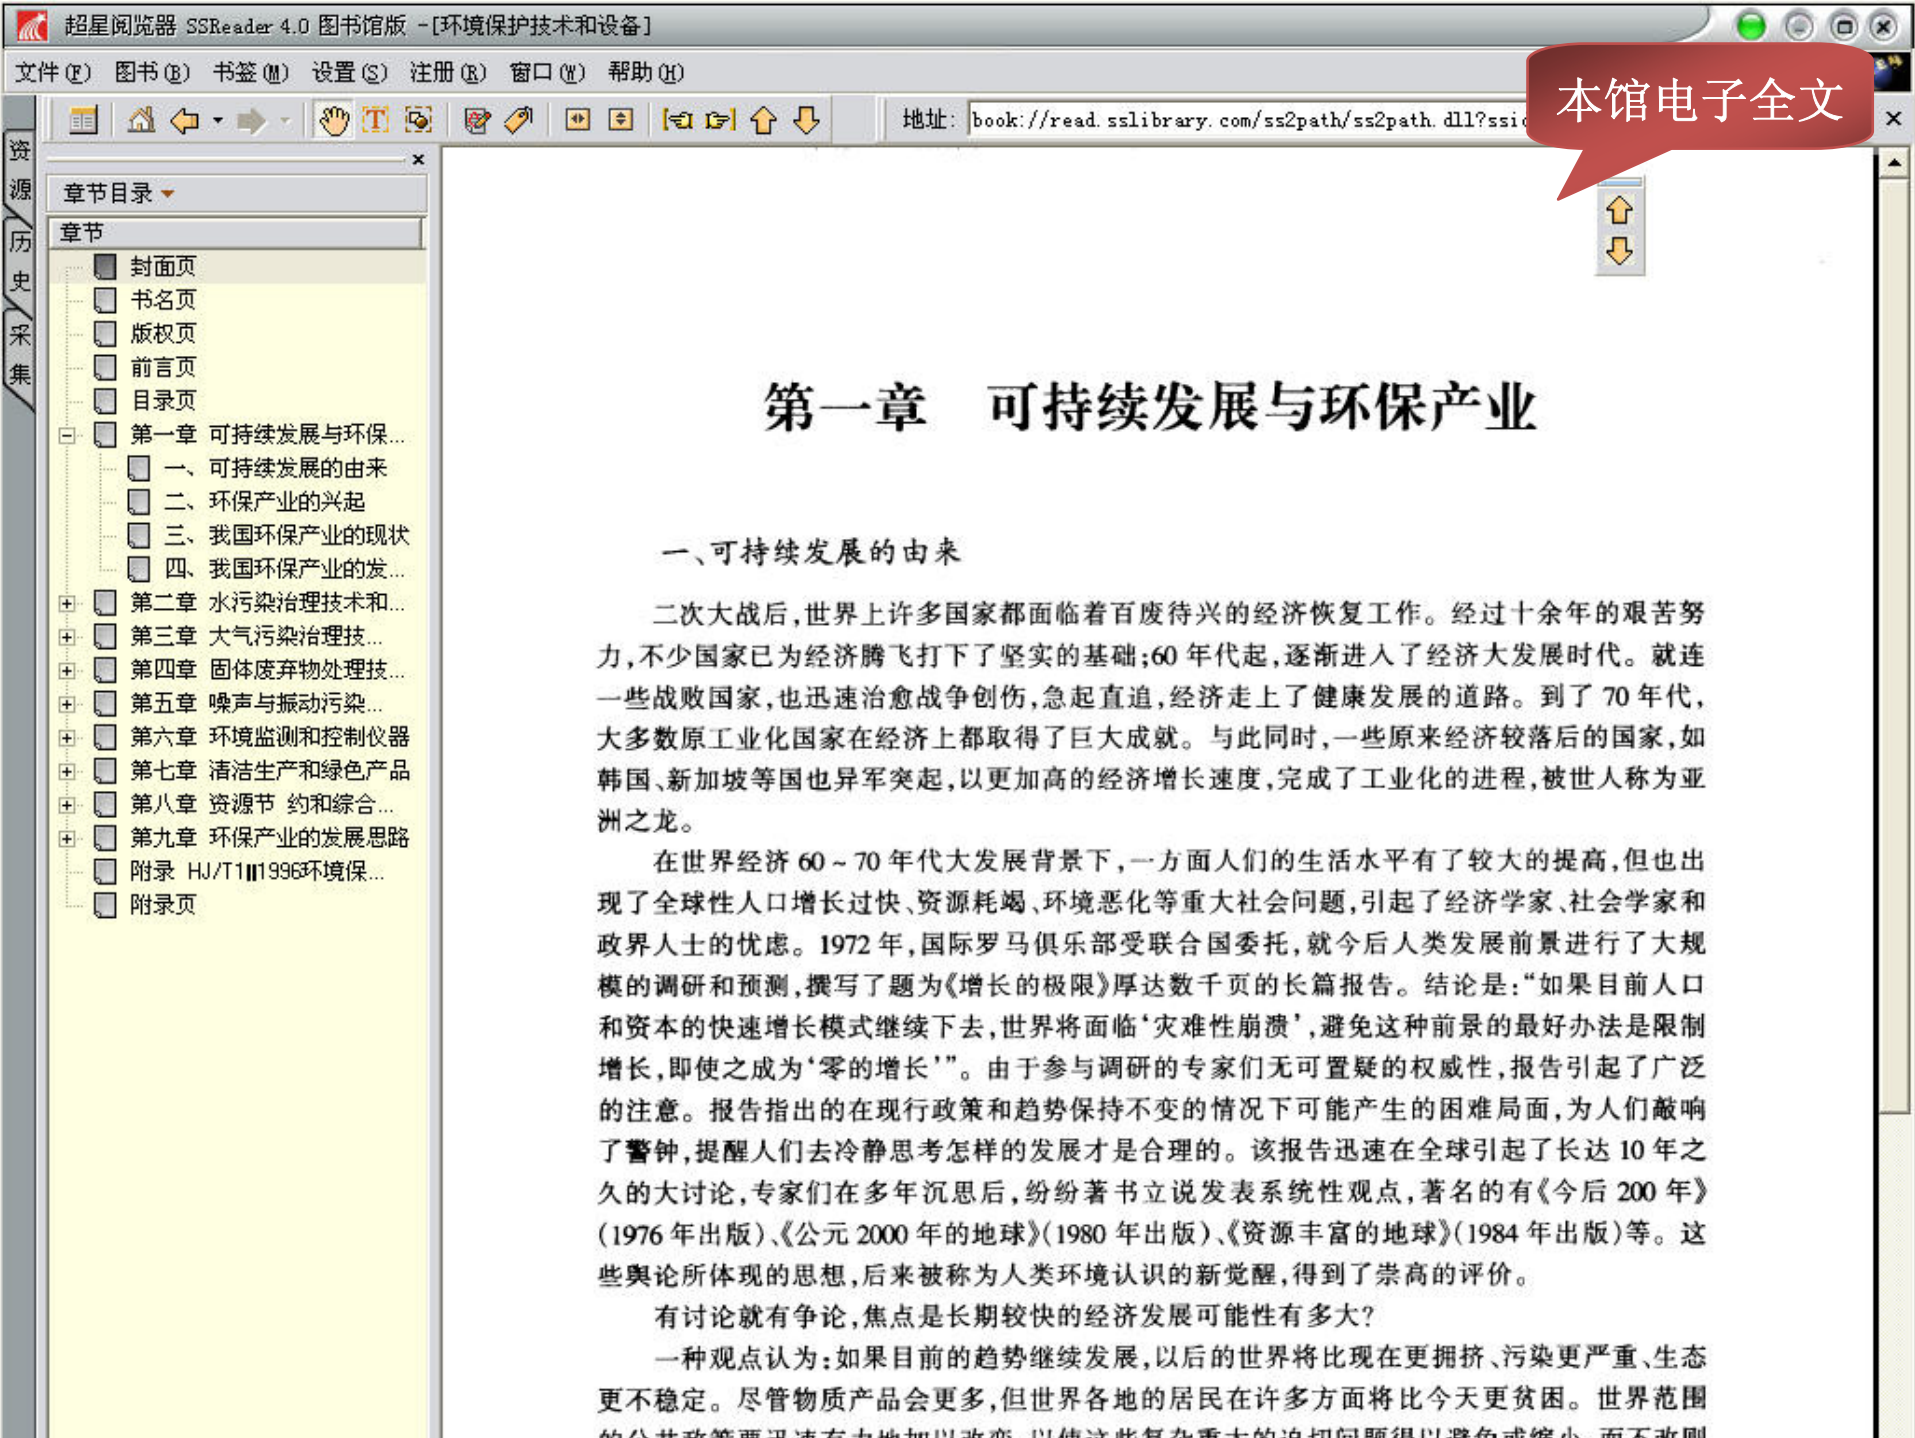 超星阅览器 SSReader 4.0 图书馆版 -[环境保护技术和设备]
文件(F) 图书(B) 书签(M) 设置(S) 注册(R) 窗口(W) 帮助(H)
本馆电子全文
地址: book://read.sslibrary.com/ss2path/ss2path.dll?ssi
资源
历史
采集
章节目录
章节
封面页
书名页
版权页
前言页
目录页
第一章 可持续发展与环保...
一、可持续发展的由来
二、环保产业的兴起
三、我国环保产业的现状
四、我国环保产业的发...
第二章 水污染治理技术和...
第三章 大气污染治理技...
第四章 固体废弃物处理技...
第五章 噪声与振动污染...
第六章 环境监测和控制仪器
第七章 清洁生产和绿色产品
第八章 资源节 约和综合...
第九章 环保产业的发展思路
附录 HJ/T1‖1996环境保...
附录页
第一章 可持续发展与环保产业
一、可持续发展的由来
二次大战后,世界上许多国家都面临着百废待兴的经济恢复工作。经过十余年的艰苦努
力,不少国家已为经济腾飞打下了坚实的基础;60 年代起,逐渐进入了经济大发展时代。就连
一些战败国家,也迅速治愈战争创伤,急起直追,经济走上了健康发展的道路。到了 70 年代,
大多数原工业化国家在经济上都取得了巨大成就。与此同时,一些原来经济较落后的国家,如
韩国、新加坡等国也异军突起,以更加高的经济增长速度,完成了工业化的进程,被世人称为亚
洲之龙。
在世界经济 60~70 年代大发展背景下,一方面人们的生活水平有了较大的提高,但也出
现了全球性人口增长过快、资源耗竭、环境恶化等重大社会问题,引起了经济学家、社会学家和
政界人士的忧虑。1972 年,国际罗马俱乐部受联合国委托,就今后人类发展前景进行了大规
模的调研和预测,撰写了题为《增长的极限》厚达数千页的长篇报告。结论是:“如果目前人口
和资本的快速增长模式继续下去,世界将面临‘灾难性崩溃’,避免这种前景的最好办法是限制
增长,即使之成为‘零的增长’”。由于参与调研的专家们无可置疑的权威性,报告引起了广泛
的注意。报告指出的在现行政策和趋势保持不变的情况下可能产生的困难局面,为人们敲响
了警钟,提醒人们去冷静思考怎样的发展才是合理的。该报告迅速在全球引起了长达 10 年之
久的大讨论,专家们在多年沉思后,纷纷著书立说发表系统性观点,著名的有《今后 200 年》
(1976 年出版)、《公元 2000 年的地球》(1980 年出版)、《资源丰富的地球》(1984 年出版)等。这
些舆论所体现的思想,后来被称为人类环境认识的新觉醒,得到了崇高的评价。
有讨论就有争论,焦点是长期较快的经济发展可能性有多大?
一种观点认为:如果目前的趋势继续发展,以后的世界将比现在更拥挤、污染更严重、生态
更不稳定。尽管物质产品会更多,但世界各地的居民在许多方面将比今天更贫困。世界范围